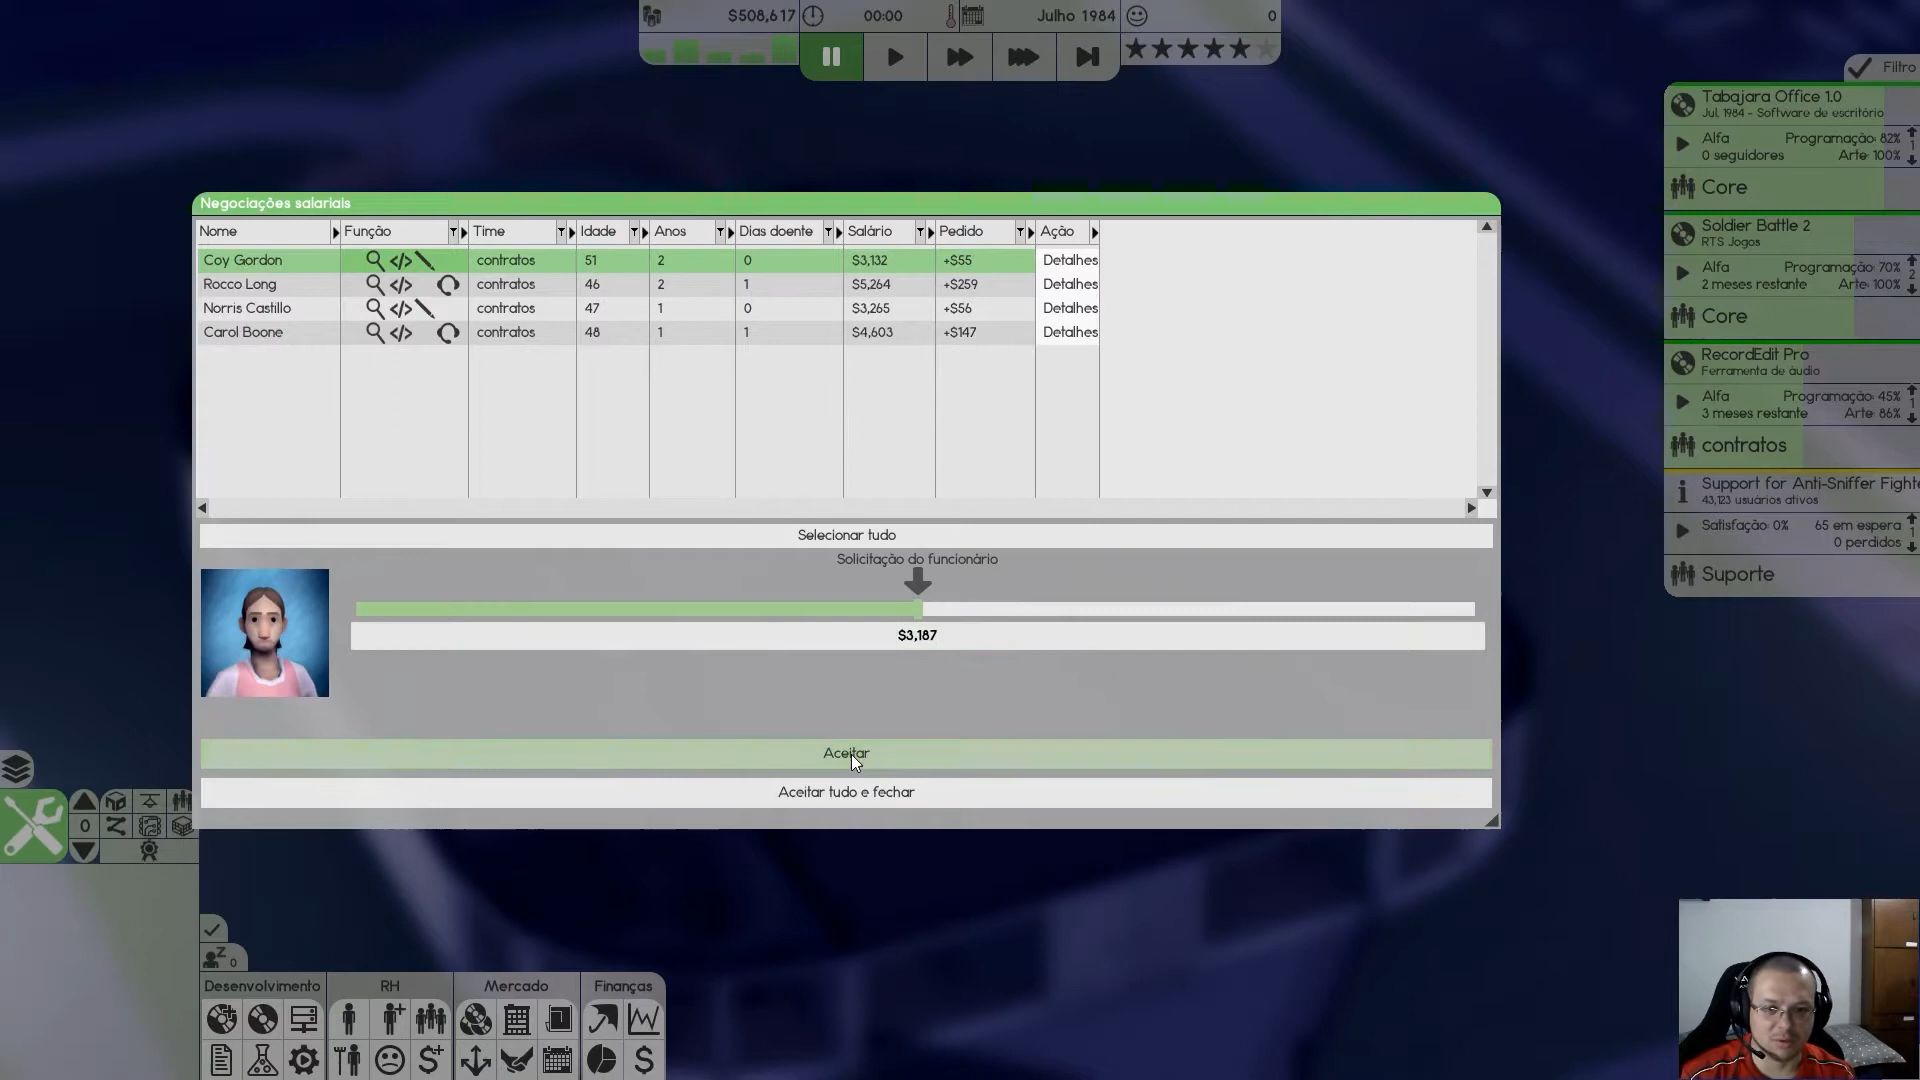 $508,617
00:00
Julho 1984
0
Filtro
Tabajara Office 1.0
Jul. 1984 - Software de escritório
Alfa Programação: 82%
0 seguidores Arte: 100%
1
Core
Soldier Battle 2
RTS Jogos
Alfa Programação: 70%
2 meses restante Arte: 100%
2
Core
RecordEdit Pro
Ferramenta de áudio
Alfa Programação: 45%
3 meses restante Arte: 86%
1
contratos
Support for Anti-Sniffer Fighte
43,123 usuários ativos
Satisfação: 0% 65 em espera
0 perdidos
1
Suporte
Negociações salariais
Nome Função Time Idade Anos Dias doente Salário Pedido Ação
Coy Gordon contratos 51 2 0 $3,132 +$55 Detalhes
Rocco Long contratos 46 2 1 $5,264 +$259 Detalhes
Norris Castillo contratos 47 1 0 $3,265 +$56 Detalhes
Carol Boone contratos 48 1 1 $4,603 +$147 Detalhes
Selecionar tudo
Solicitação do funcionário
$3,187
Aceitar
Aceitar tudo e fechar
0
0
Desenvolvimento RH Mercado Finanças